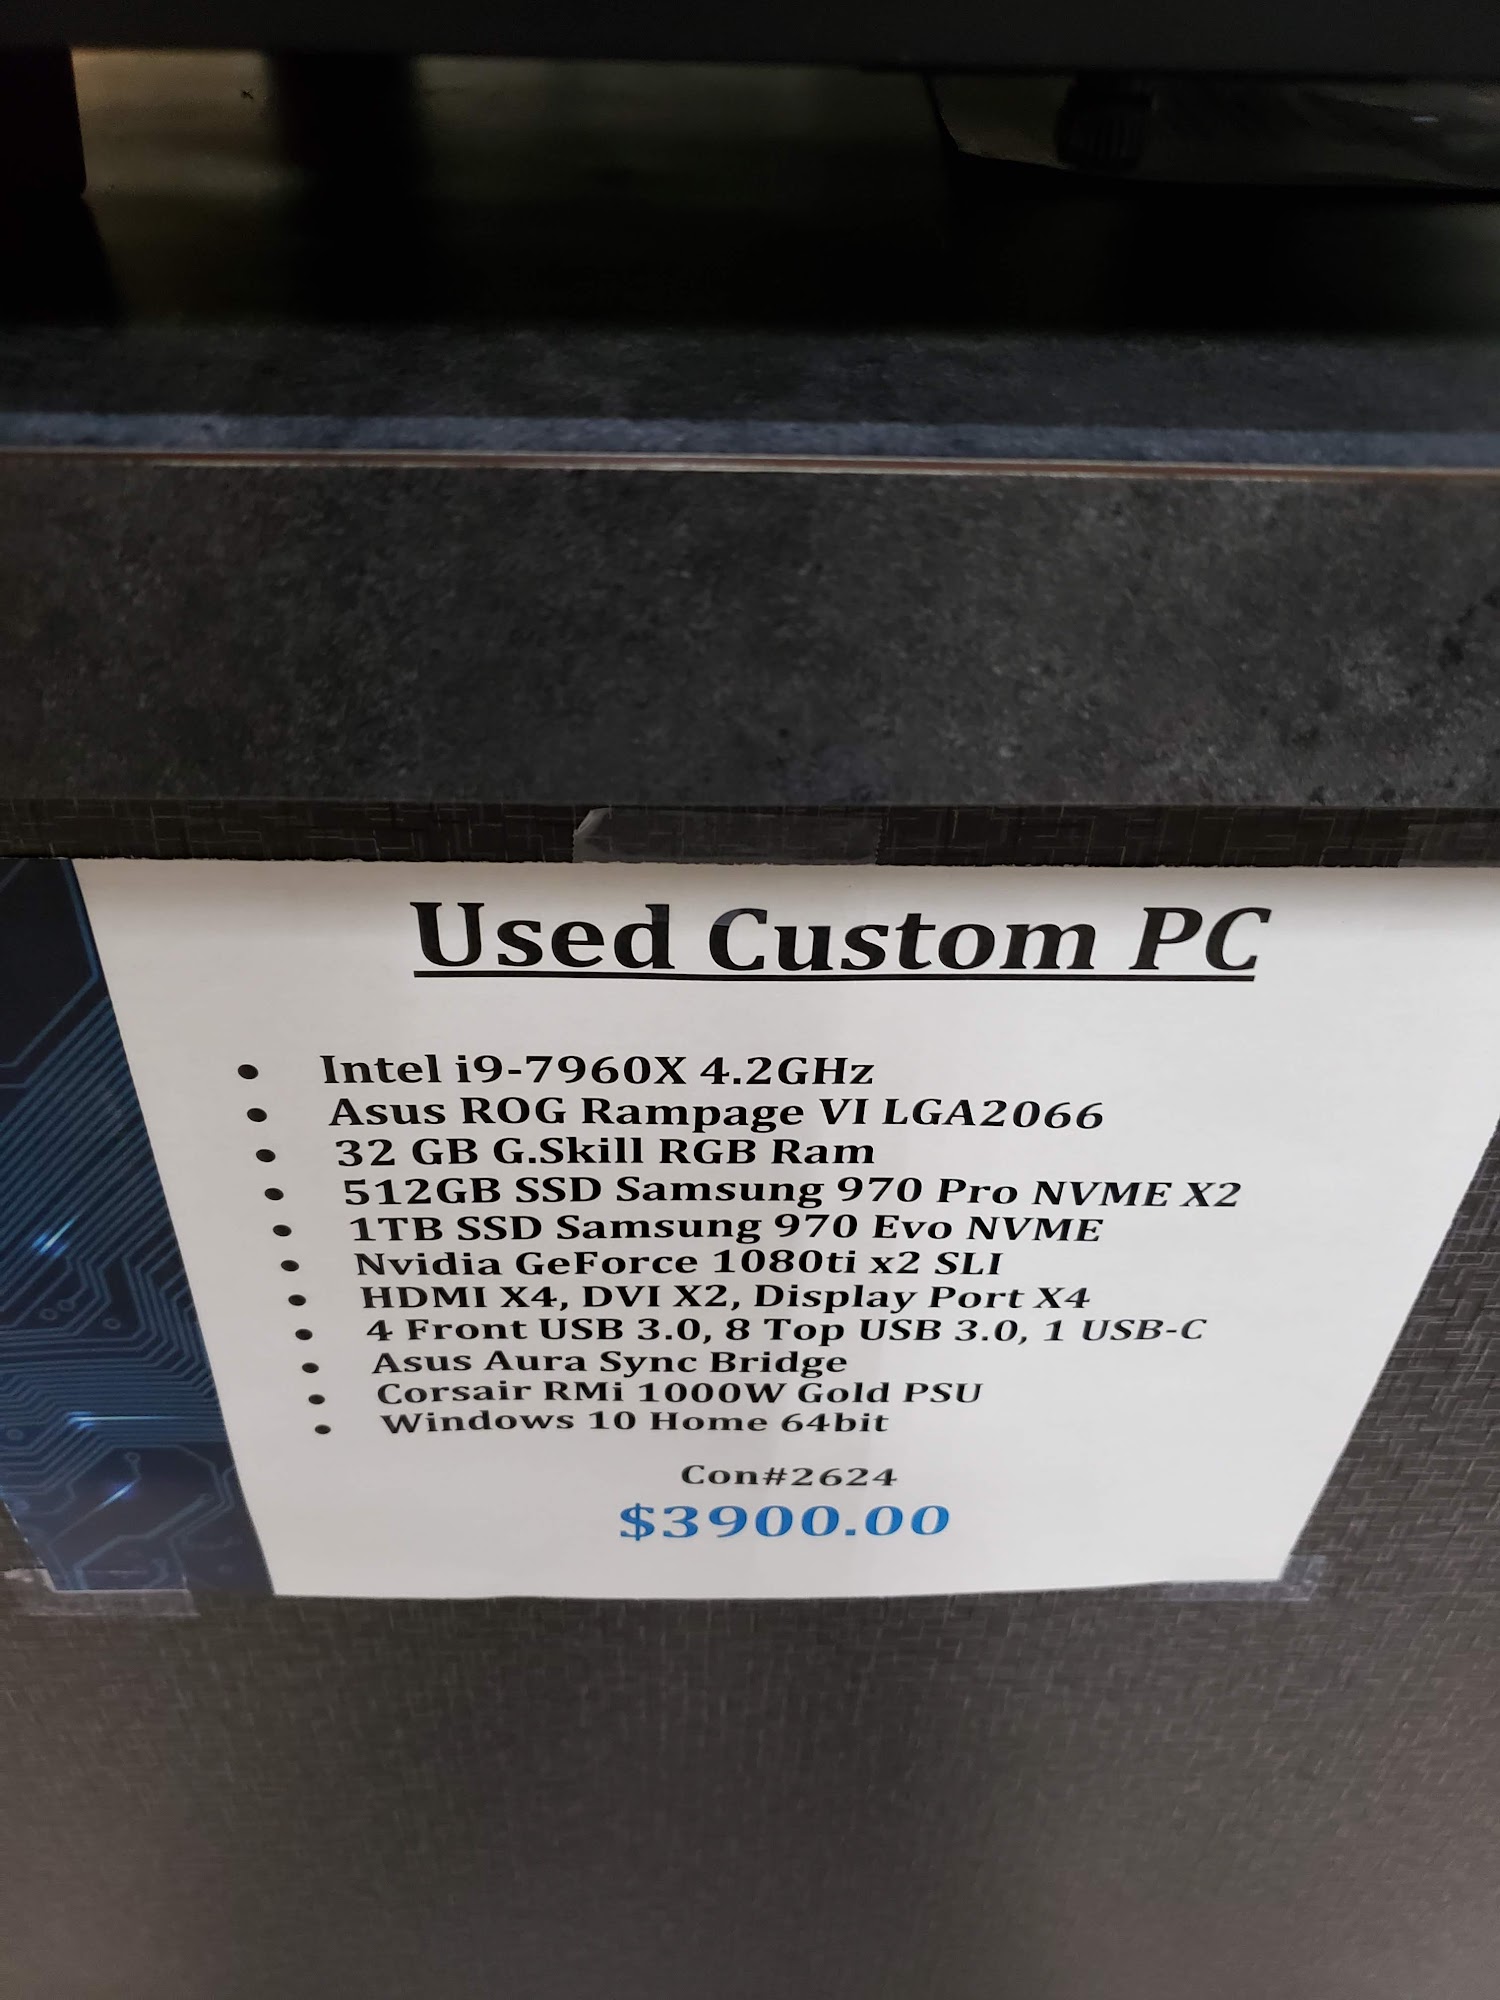 Used Custom PC
• Intel i9-7960X 4.2GHz
• Asus ROG Rampage VI LGA2066
• 32 GB G.Skill RGB Ram
• 512GB SSD Samsung 970 Pro NVME X2
• 1TB SSD Samsung 970 Evo NVME
• Nvidia GeForce 1080ti x2 SLI
• HDMI X4, DVI X2, Display Port X4
• 4 Front USB 3.0, 8 Top USB 3.0, 1 USB-C
• Asus Aura Sync Bridge
• Corsair RMi 1000W Gold PSU
• Windows 10 Home 64bit
Con#2624
$3900.00